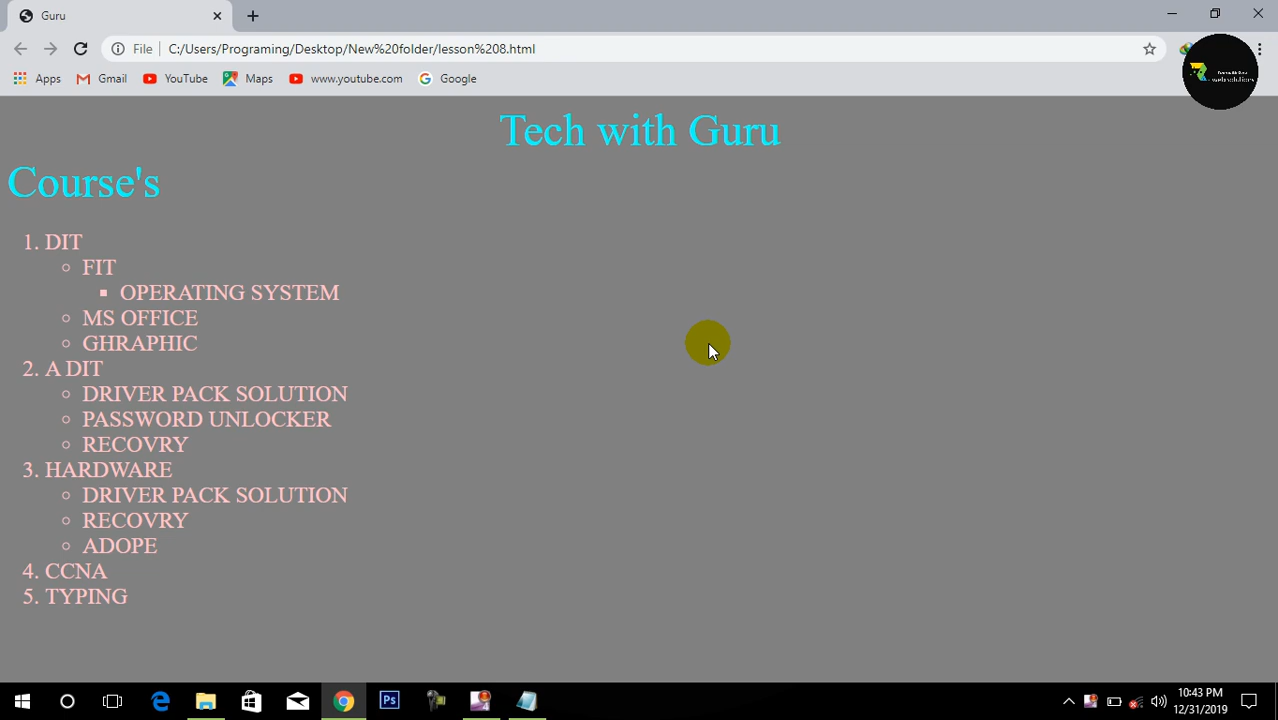 Guru
File
C:/Users/Programing/Desktop/New%20folder/lesson%208.html
Apps
Gmail
YouTube
Maps
www.youtube.com
Google
Tech with Guru
Course's
1. DIT
FIT
OPERATING SYSTEM
MS OFFICE
GHRAPHIC
2. A DIT
DRIVER PACK SOLUTION
PASSWORD UNLOCKER
RECOVRY
3. HARDWARE
DRIVER PACK SOLUTION
RECOVRY
ADOPE
4. CCNA
5. TYPING
Ps
10:43 PM
12/31/2019